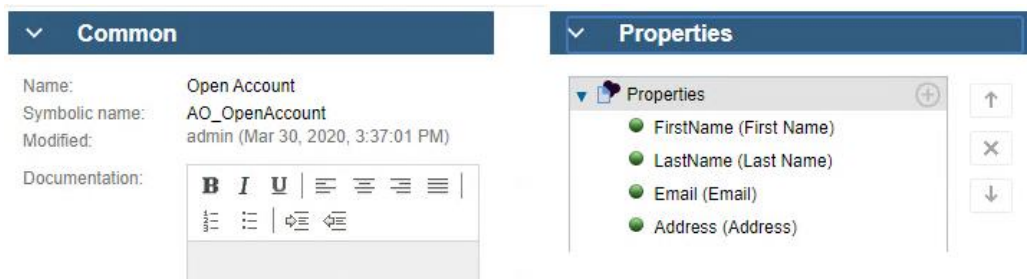 Common
Name: Open Account
Symbolic name: AO_OpenAccount
Modified: admin (Mar 30, 2020, 3:37:01 PM)
Documentation:
B I U
Properties
Properties
FirstName (First Name)
LastName (Last Name)
Email (Email)
Address (Address)